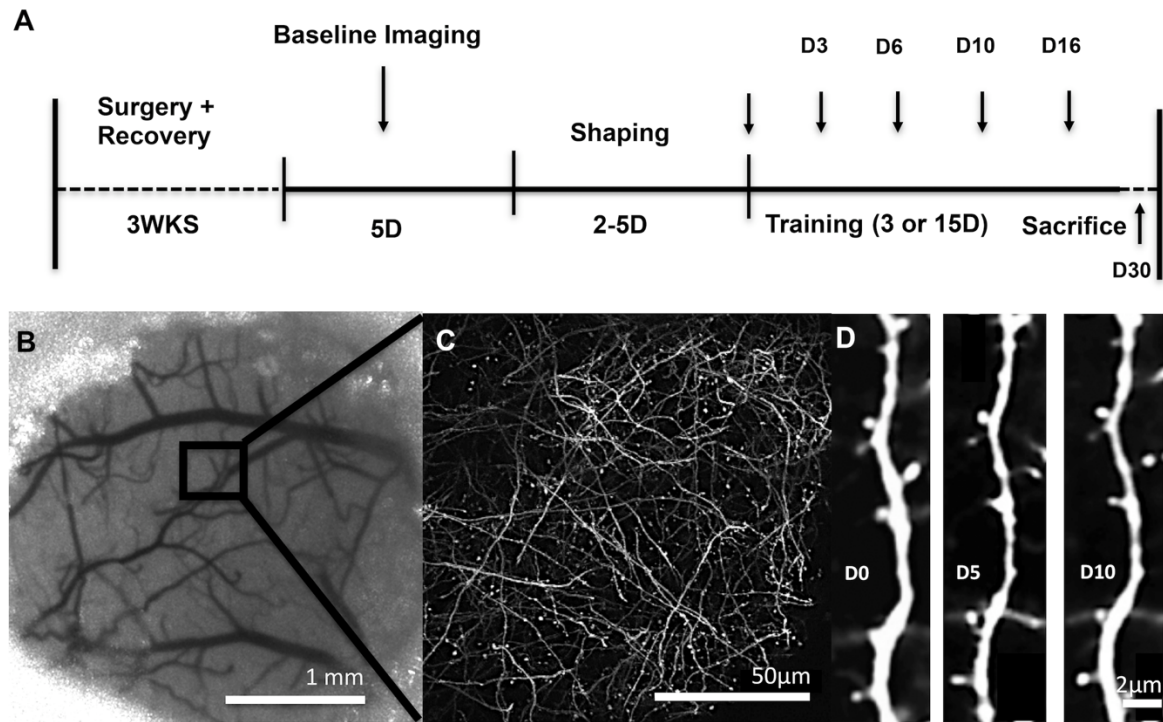 A
Baseline Imaging
D3 D6 D10 D16
Surgery +
Recovery
Shaping
3WKS 5D 2-5D Training (3 or 15D) Sacrifice
D30
B
1 mm
C
50μm
D
D0 D5 D10
2μm